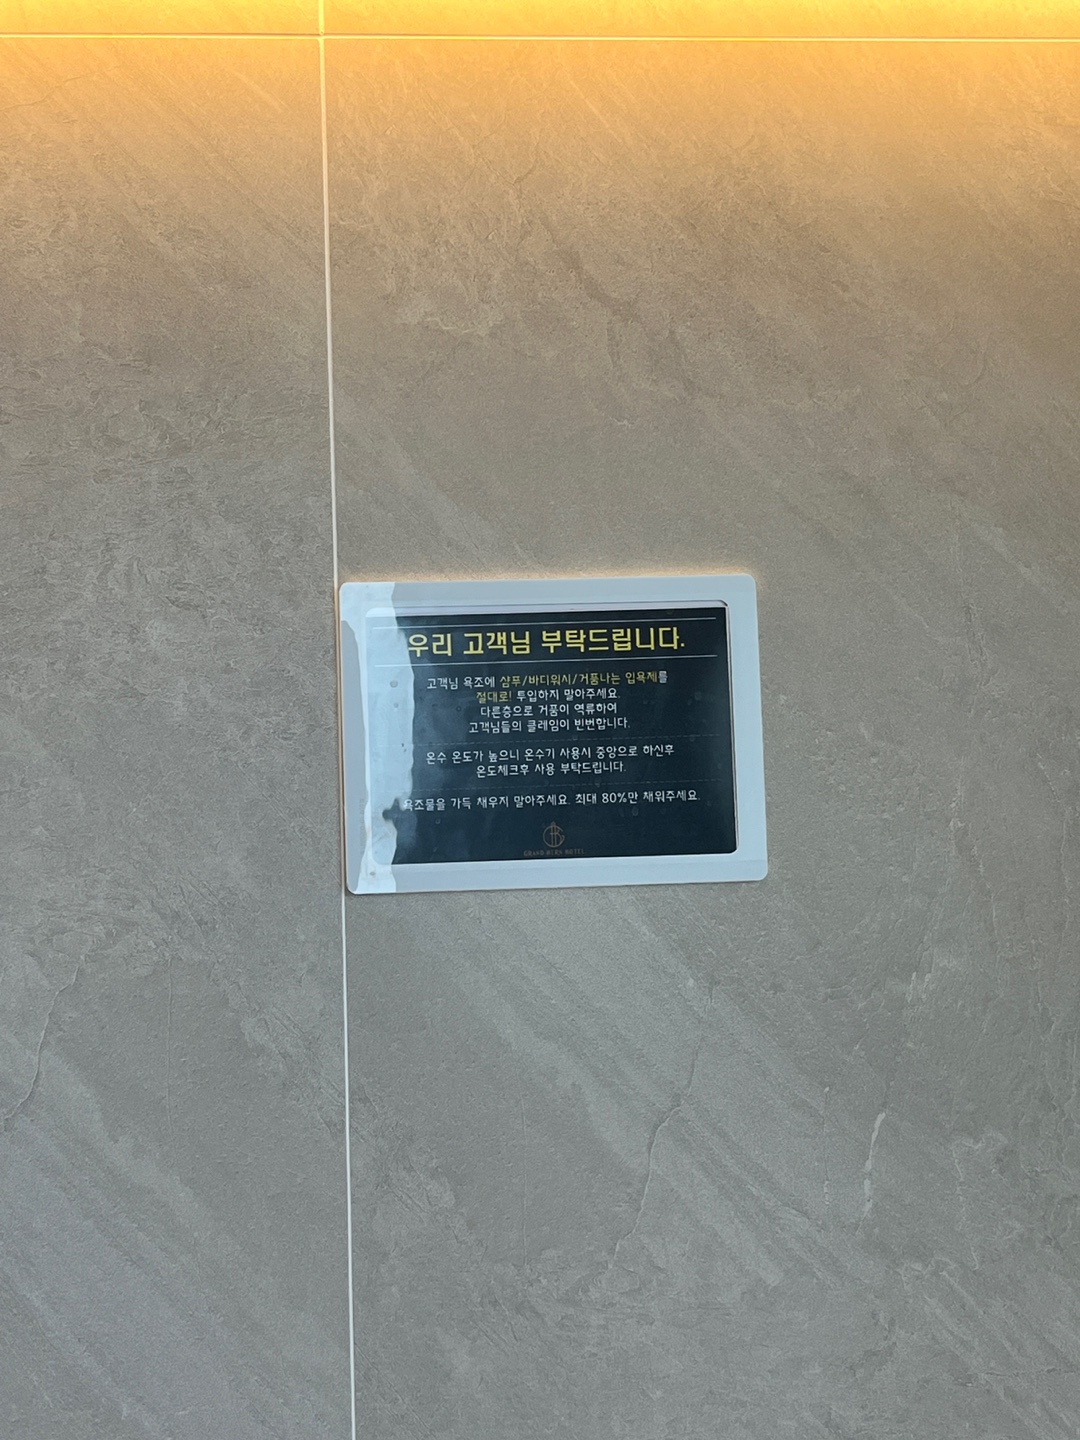 우리 고객님 부탁드립니다.
고객님 욕조에 샴푸/바디워시/거품나는 입욕제를
절대로! 투입하지 말아주세요.
다른층으로 거품이 역류하여
고객님들의 클레임이 빈번합니다.
온수 온도가 높으니 온수기 사용시 중앙으로 하신후
온도체크후 사용 부탁드립니다.
욕조물을 가득 채우지 말아주세요. 최대 80%만 채워주세요.
HOTEL